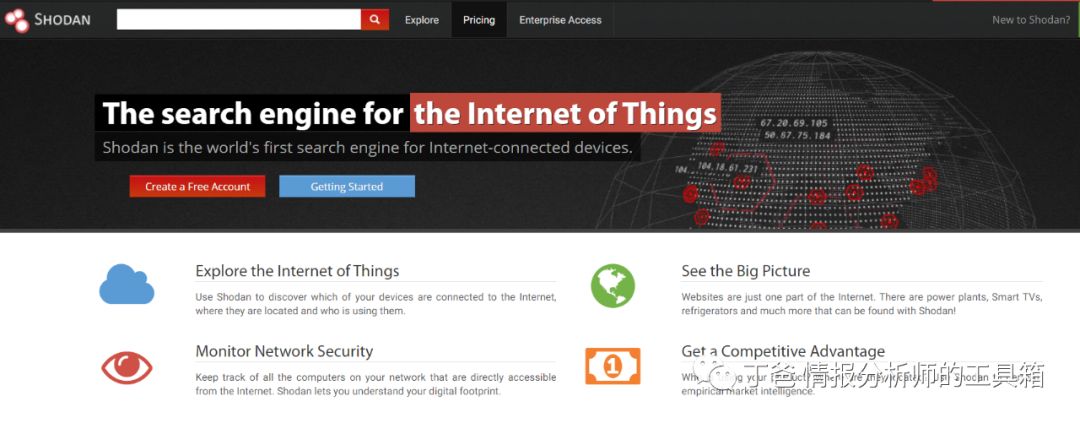 SHODAN Explore Pricing Enterprise Access New to Shodan?
The search engine for the Internet of Things
Shodan is the world's first search engine for Internet-connected devices.
Create a Free Account Getting Started
67.20.69.105
50.67.75.184
104. 104.18.61.231
Explore the Internet of Things
Use Shodan to discover which of your devices are connected to the Internet,
where they are located and who is using them.
See the Big Picture
Websites are just one part of the Internet. There are power plants, Smart TVs,
refrigerators and much more that can be found with Shodan!
Monitor Network Security
Keep track of all the computers on your network that are directly accessible
from the Internet. Shodan lets you understand your digital footprint.
1
Get a Competitive Advantage
your Shodan
empirical market intelligence.
丁爸 情报分析师的工具箱